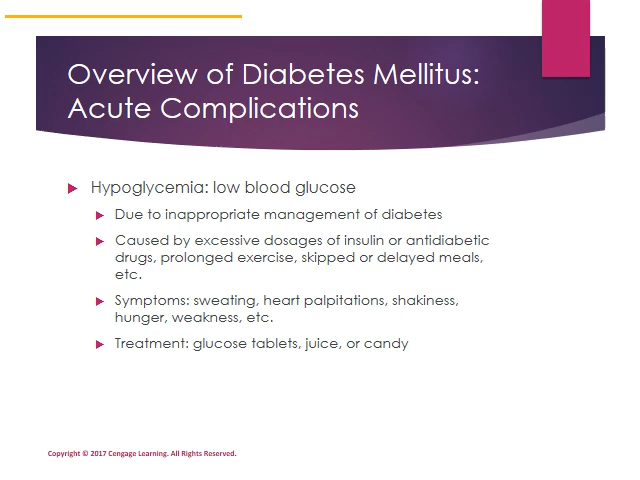 Overview of Diabetes Mellitus:
Acute Complications
Hypoglycemia: low blood glucose
Due to inappropriate management of diabetes
Caused by excessive dosages of insulin or antidiabetic
drugs, prolonged exercise, skipped or delayed meals,
etc.
Symptoms: sweating, heart palpitations, shakiness,
hunger, weakness, etc.
Treatment: glucose tablets, juice, or candy
Copyright © 2017 Cengage Learning. All Rights Reserved.